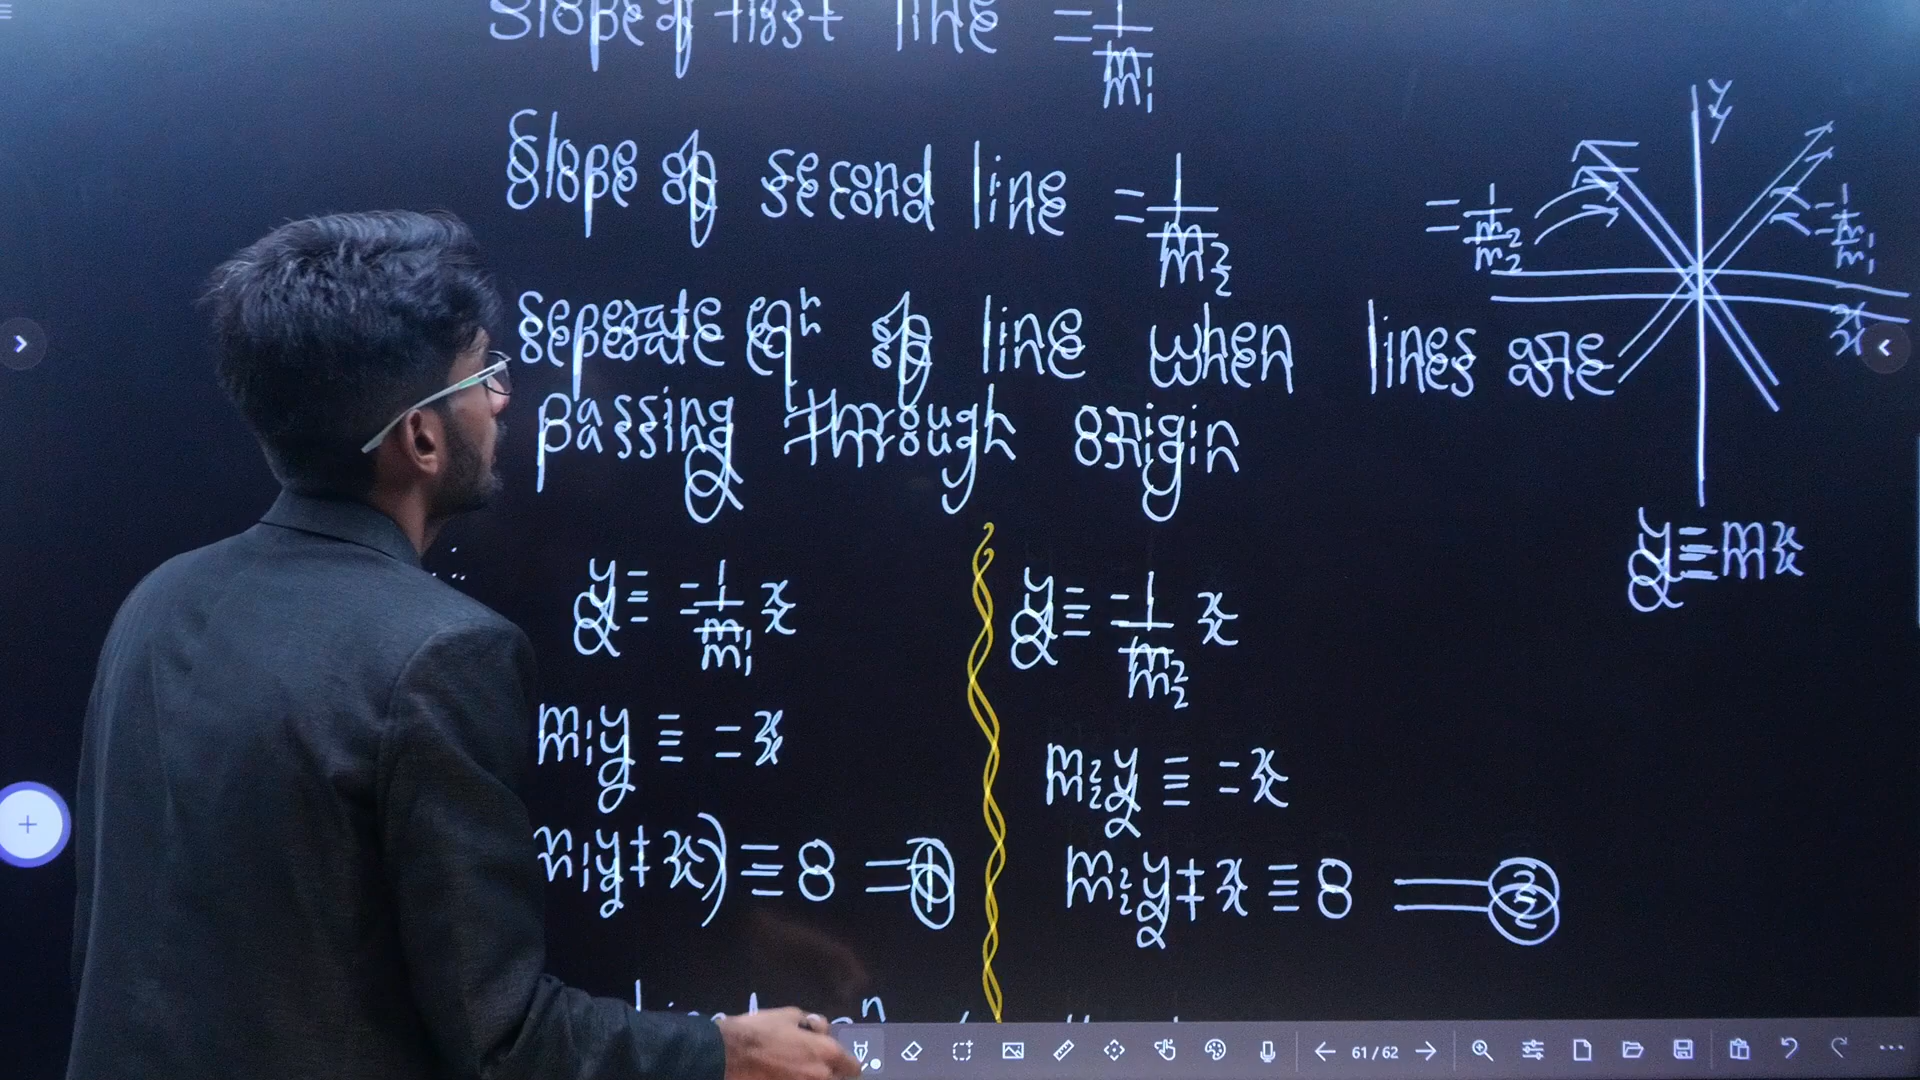 Slope of first line -1/m₁
Slope of second line -1/m₂
y
-1/m₂
-1/m₁
x
Seperate eqⁿ of line when lines are
passing through origin
y = mx
y = -1/m₁ x
y = -1/m₂ x
m₁y = -x
m₂y = -x
m₁y + x) = 0 — ①
m₂y + x = 0 — ②
61/62